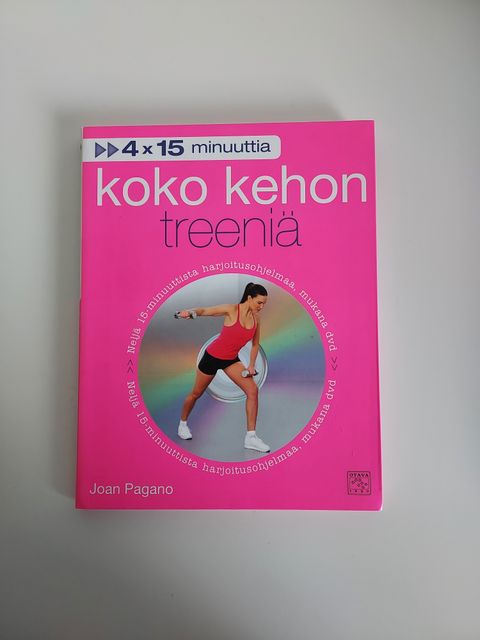 4 x 15 minuuttia
koko kehon
treeniä
>> Neljä 15-minuuttista harjoitusohjelmaa, mukana dvd >>
Neljä 15-minuuttista harjoitusohjelmaa, mukana dvd
Joan Pagano
OTAVA
1890